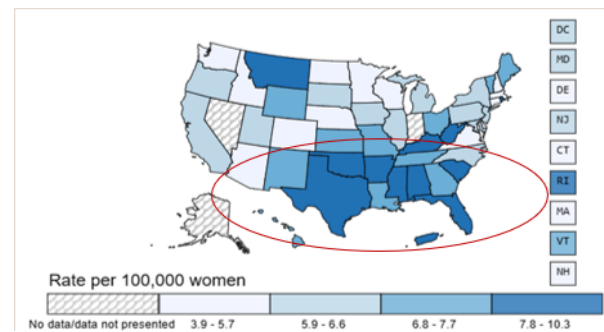 DC
MD
DE
NJ
CT
RI
MA
VT
NH
Rate per 100,000 women
No data/data not presented 3.9 - 5.7 5.9 - 6.6 6.8 - 7.7 7.8 - 10.3